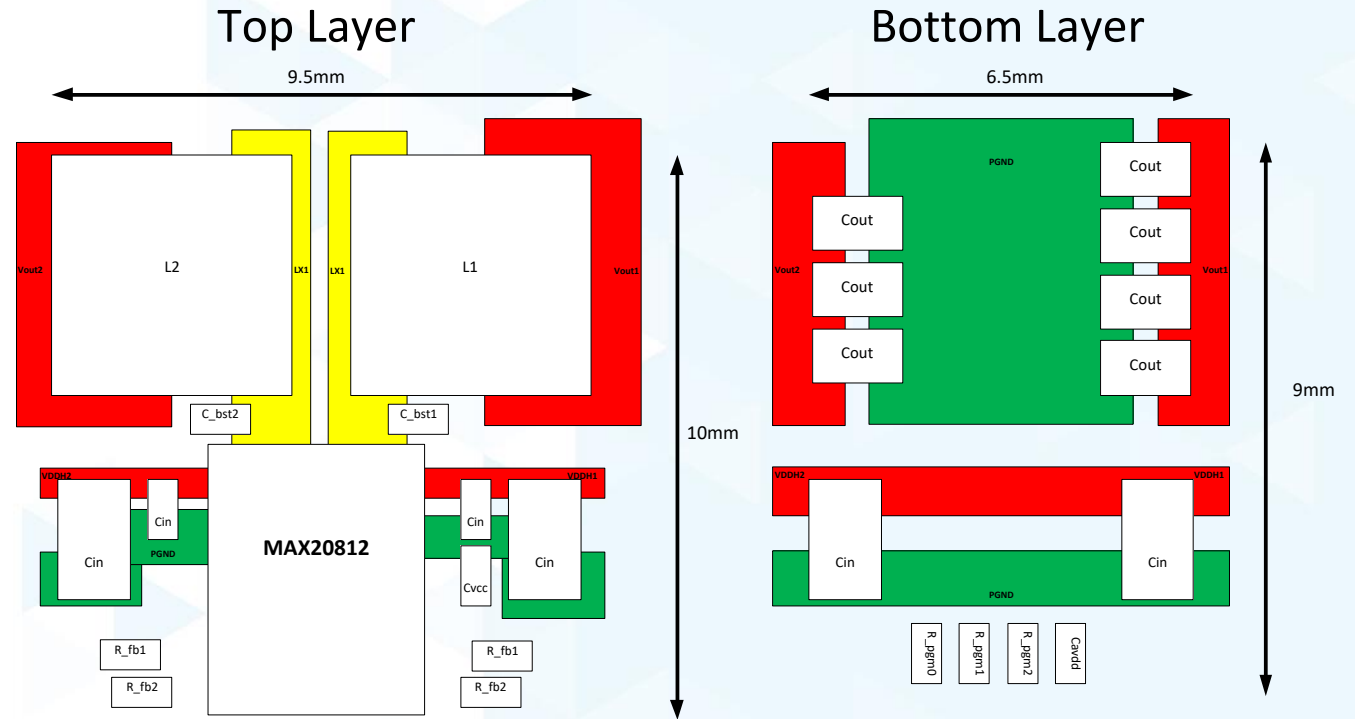 Top Layer
Bottom Layer
9.5mm
6.5mm
PGND
Cout
Cout
Cout
Cout
Cout
Cout
Cout
Vout2
L2
LX1
LX1
L1
Vout1
Vout2
Vout1
C_bst2
C_bst1
10mm
9mm
VDDH2
VDDH1
VDDH2
VDDH1
Cin
Cin
MAX20812
PGND
Cin
Cin
Cvcc
Cin
Cin
PGND
R_fb1
R_fb1
R_fb2
R_fb2
R_pgm0
R_pgm1
R_pgm2
Cavdd